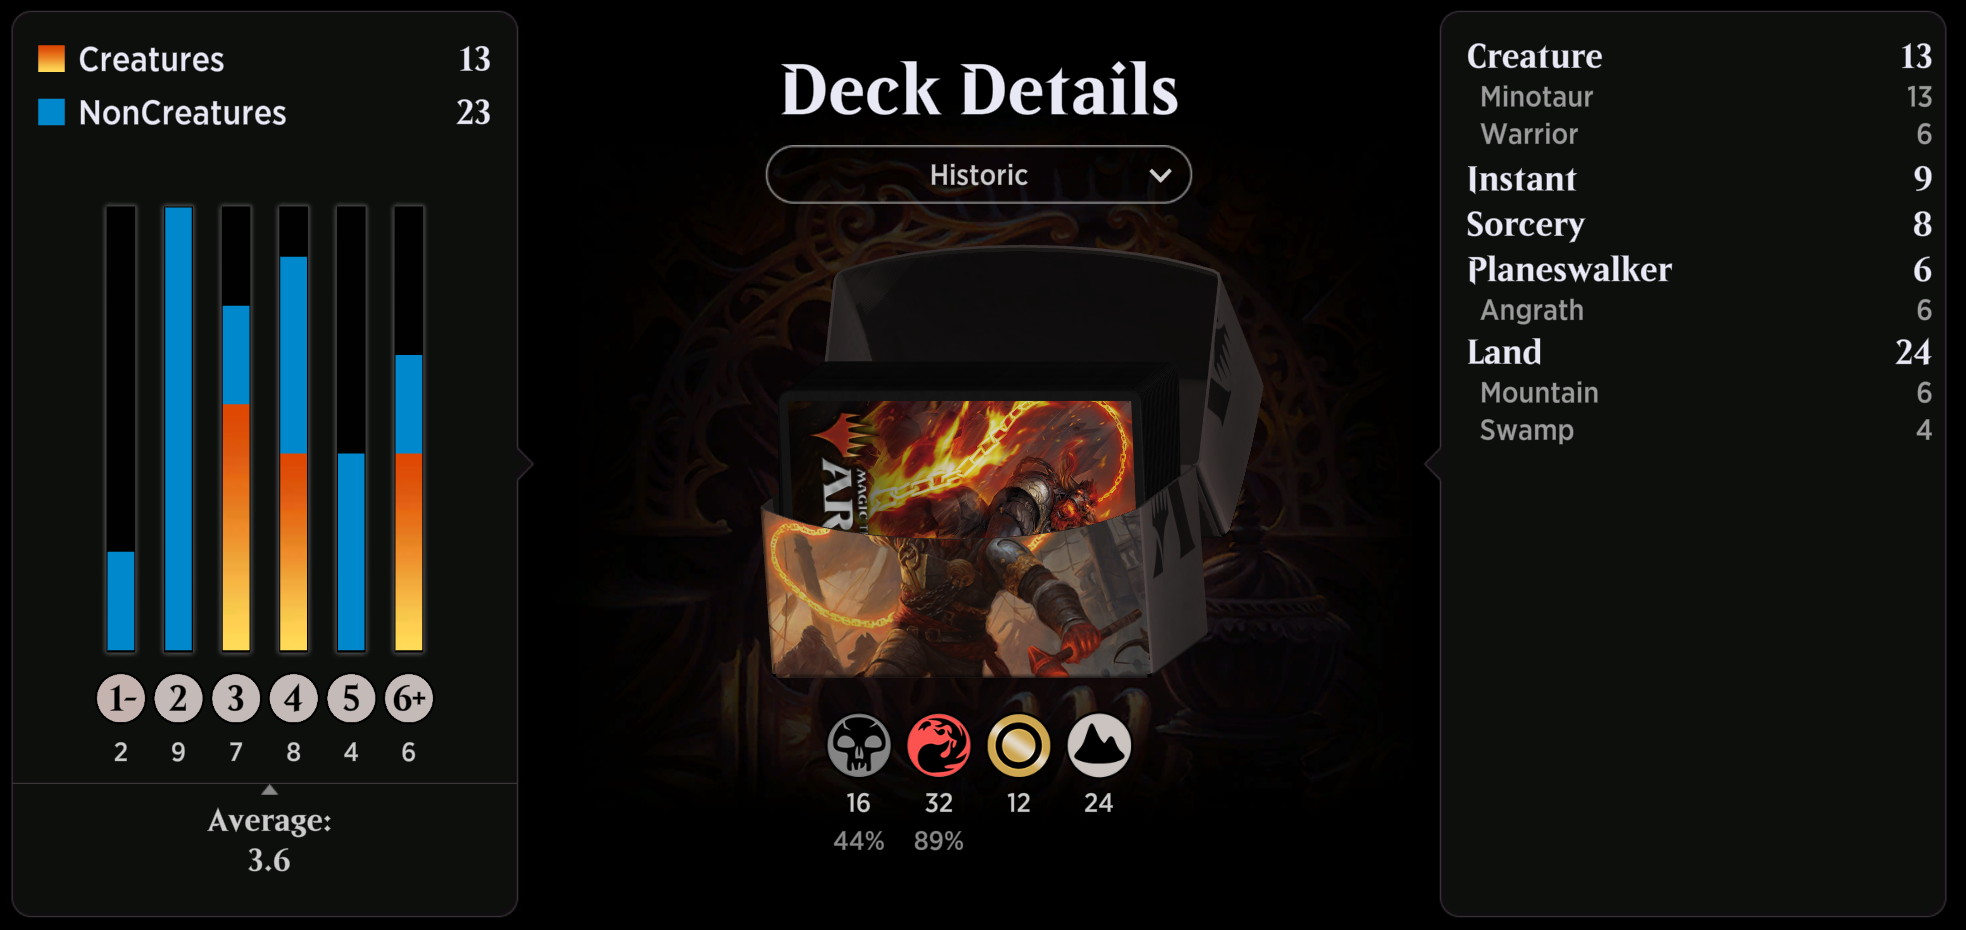 Creatures 13
NonCreatures 23
1- 2 3 4 5 6+
2 9 7 8 4 6
Average:
3.6
Deck Details
Historic
MAGIC
AR
16 32 12 24
44% 89%
Creature 13
Minotaur 13
Warrior 6
Instant 9
Sorcery 8
Planeswalker 6
Angrath 6
Land 24
Mountain 6
Swamp 4